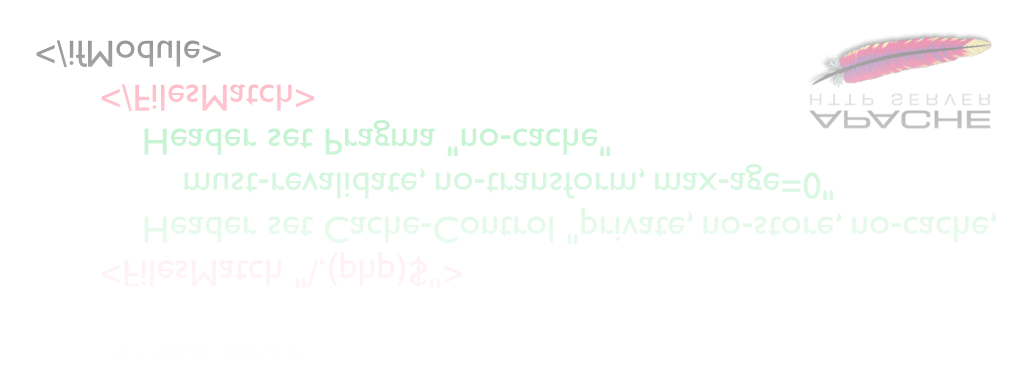 <FilesMatch "\.(php)$">
Header set Cache-Control "private, no-store, no-cache,
must-revalidate, no-transform, max-age=0"
Header set Pragma "no-cache"
</FilesMatch>
</ifModule>
APACHE
HTTP SERVER